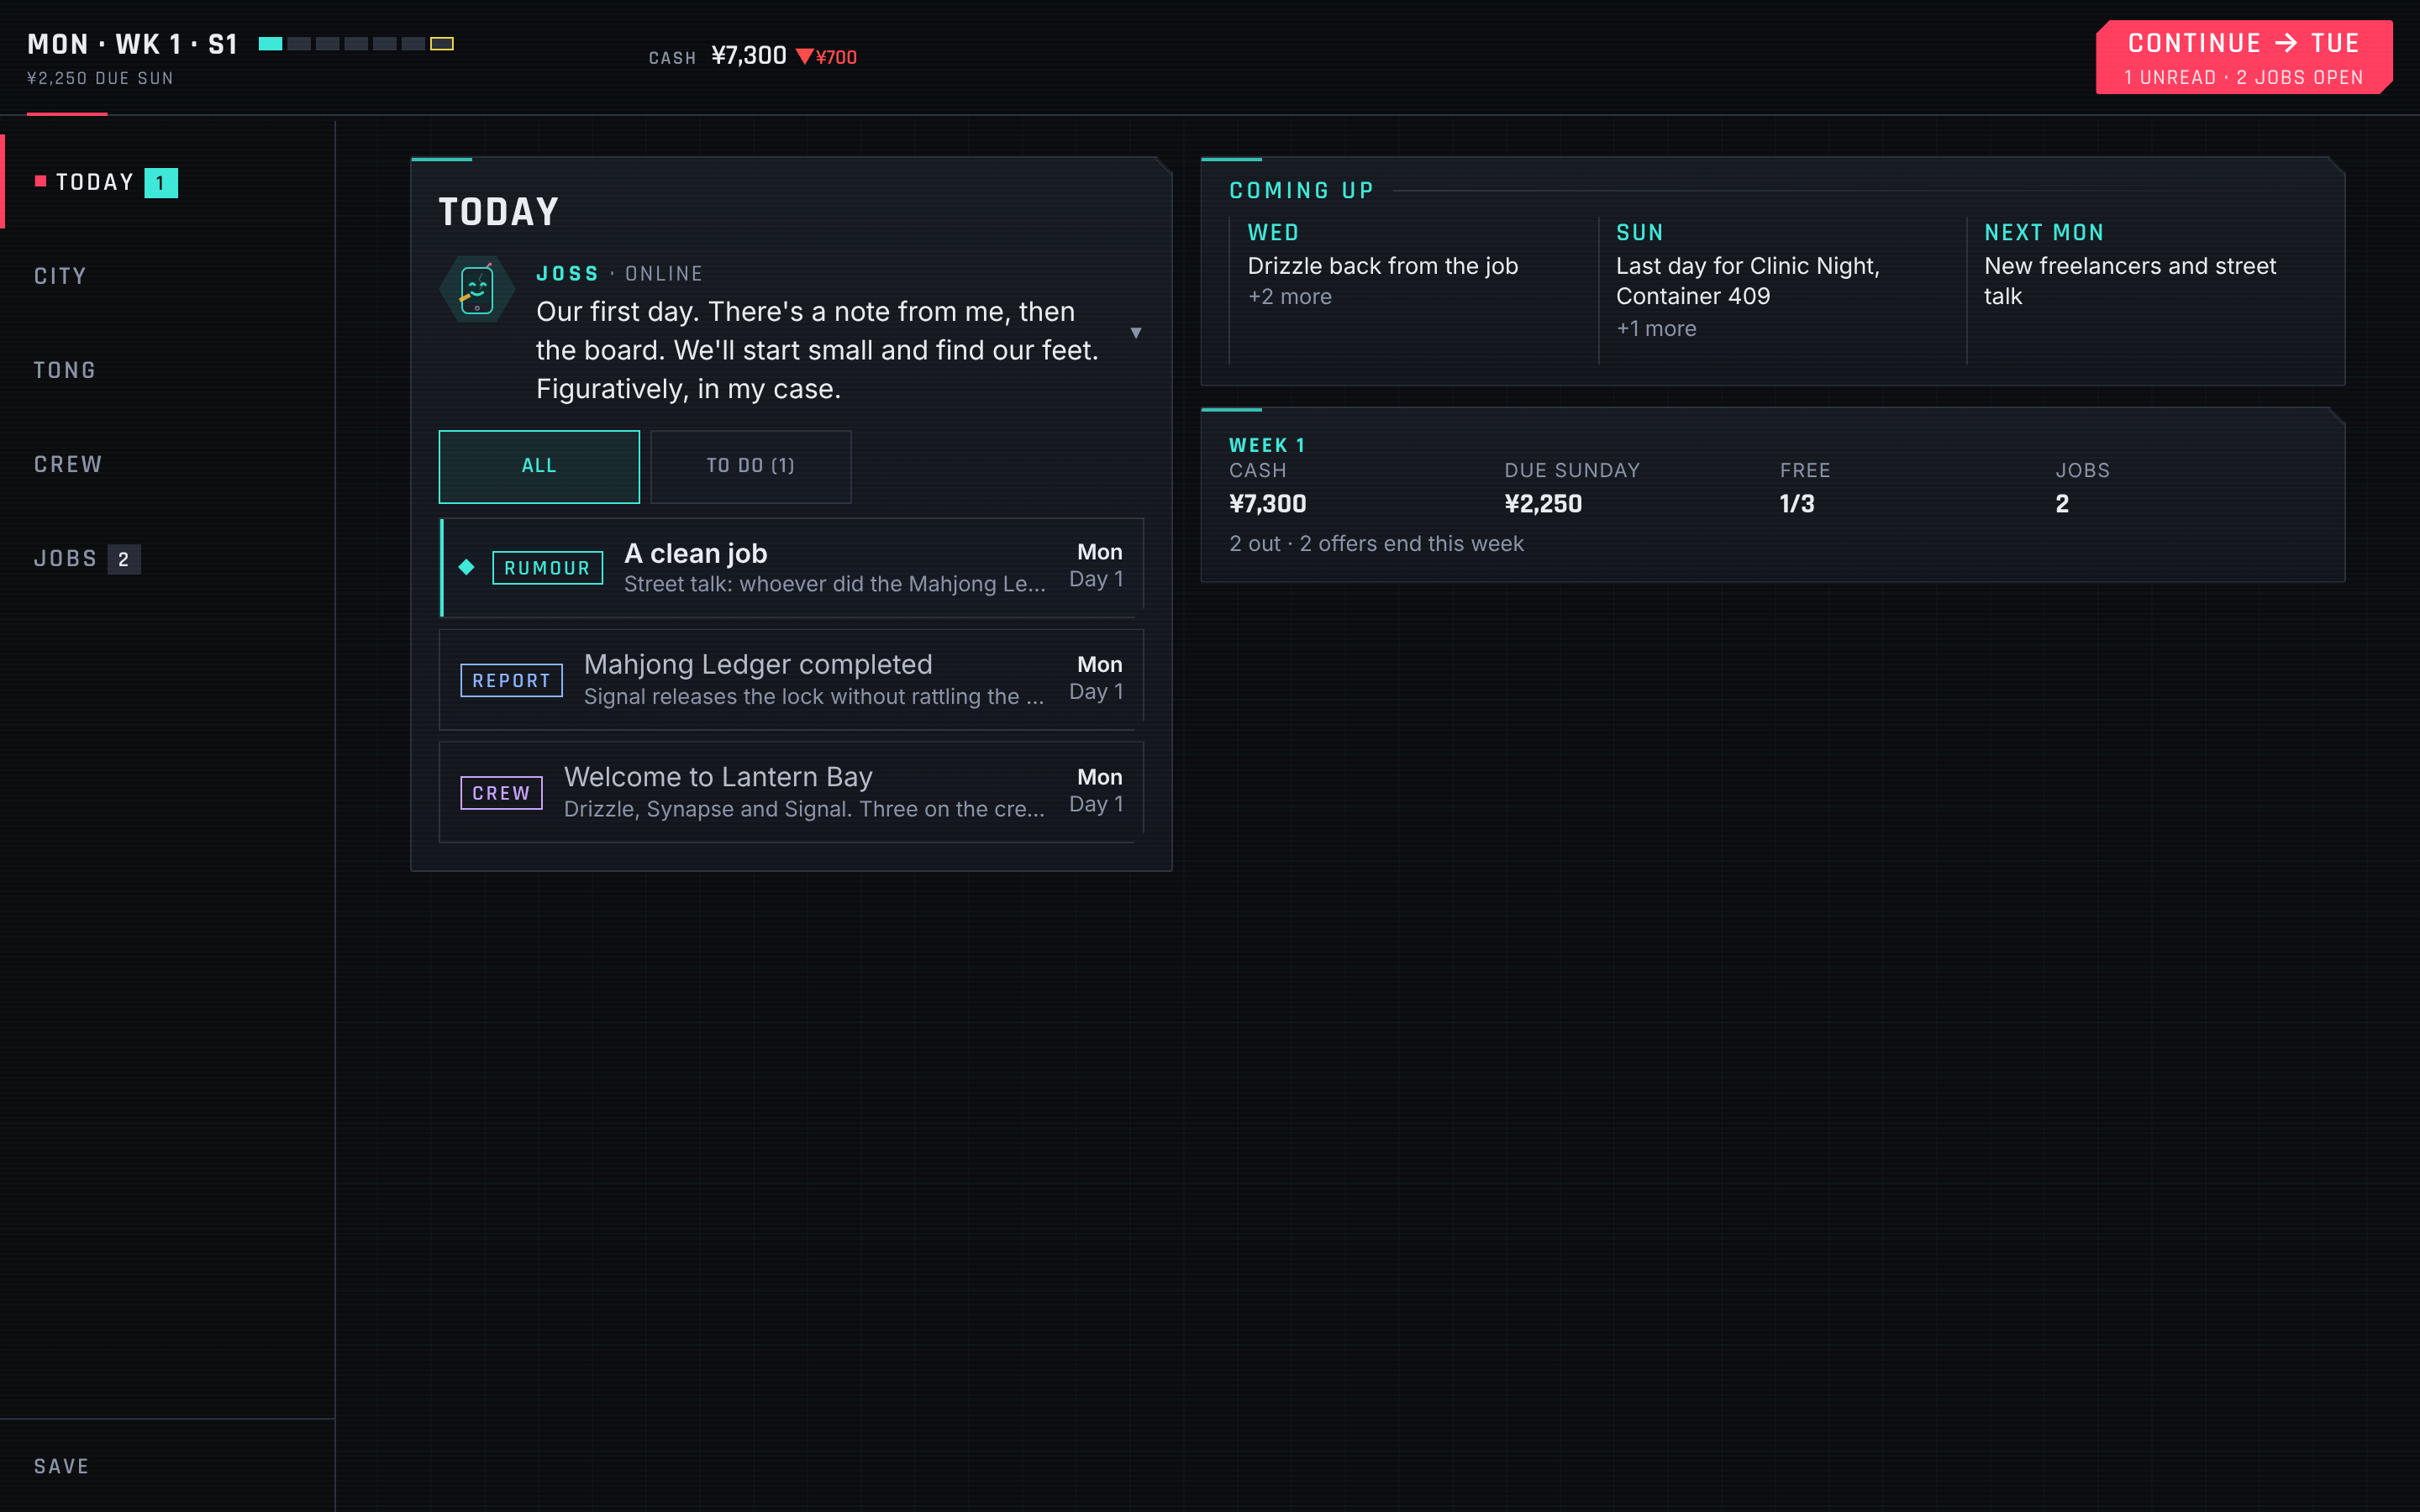 MON · WK 1 · S1
¥2,250 DUE SUN
CASH ¥7,300 ▼¥700
CONTINUE → TUE
1 UNREAD · 2 JOBS OPEN
TODAY 1
CITY
TONG
CREW
JOBS 2
SAVE
TODAY
JOSS · ONLINE
Our first day. There's a note from me, then
the board. We'll start small and find our feet.
Figuratively, in my case.
ALL
TO DO (1)
RUMOUR
A clean job
Street talk: whoever did the Mahjong Le...
Mon
Day 1
REPORT
Mahjong Ledger completed
Signal releases the lock without rattling the ...
Mon
Day 1
CREW
Welcome to Lantern Bay
Drizzle, Synapse and Signal. Three on the cre...
Mon
Day 1
COMING UP
WED
Drizzle back from the job
+2 more
SUN
Last day for Clinic Night,
Container 409
+1 more
NEXT MON
New freelancers and street
talk
WEEK 1
CASH
¥7,300
DUE SUNDAY
¥2,250
FREE
1/3
JOBS
2
2 out · 2 offers end this week